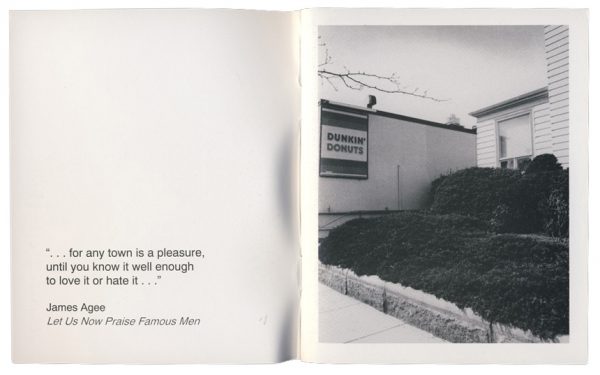 “. . . for any town is a pleasure,
until you know it well enough
to love it or hate it . . .”
James Agee
Let Us Now Praise Famous Men
DUNKIN'
DONUTS